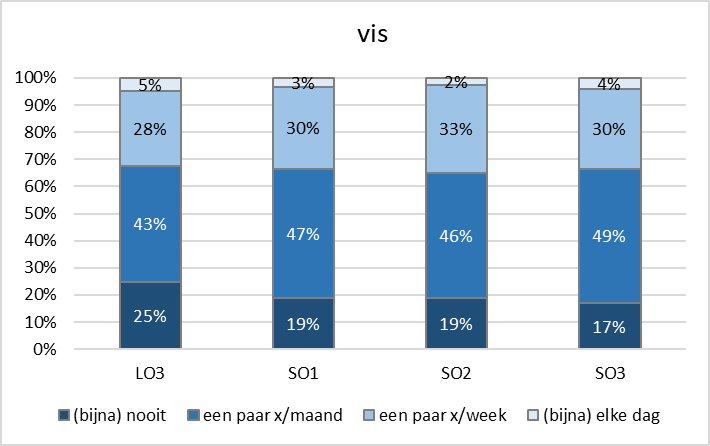 vis
100%
90%
80%
70%
60%
50%
40%
30%
20%
10%
0%
5% 3% 2% 4%
28% 30% 33% 30%
43% 47% 46% 49%
25% 19% 19% 17%
LO3 SO1 SO2 SO3
(bijna) nooit een paar x/maand een paar x/week (bijna) elke dag